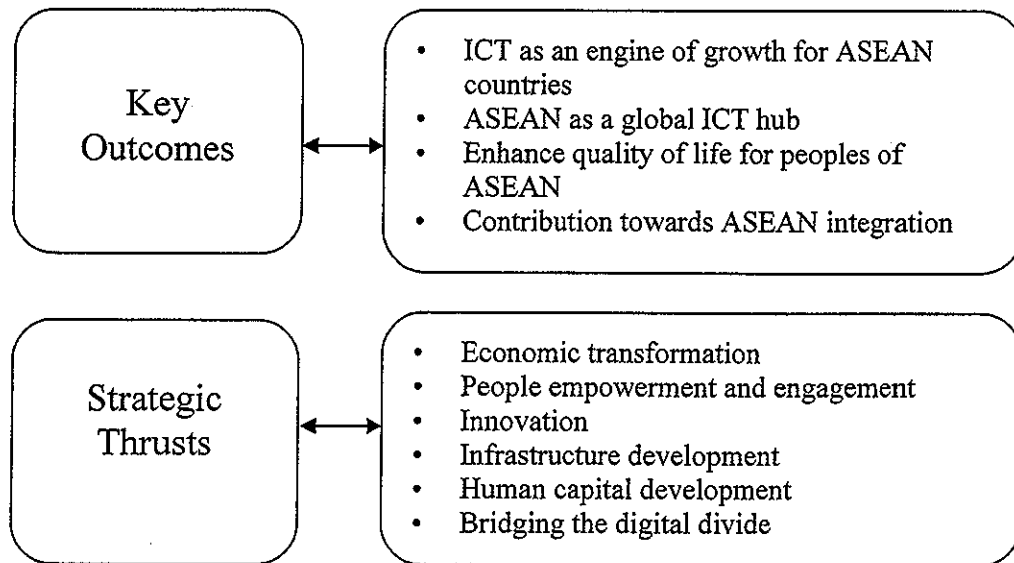 Key
Outcomes
• ICT as an engine of growth for ASEAN
countries
• ASEAN as a global ICT hub
• Enhance quality of life for peoples of
ASEAN
• Contribution towards ASEAN integration
Strategic
Thrusts
• Economic transformation
• People empowerment and engagement
• Innovation
• Infrastructure development
• Human capital development
• Bridging the digital divide